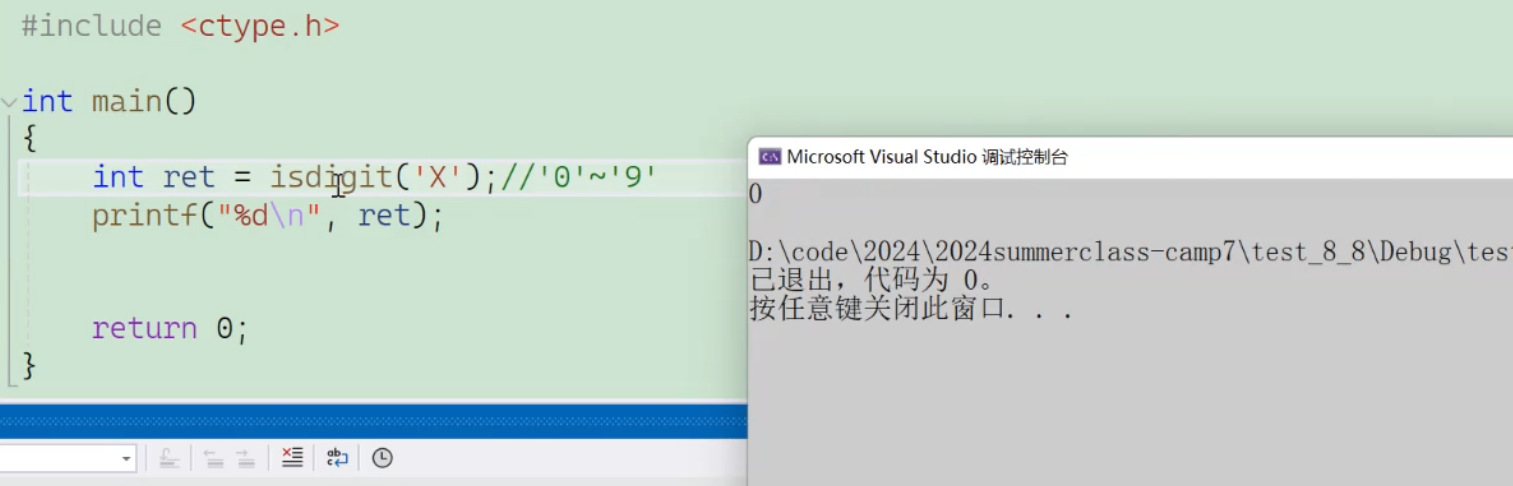 #include <ctype.h>
int main()
{
int ret = isdigit('X');//'0'~'9'
printf("%d\n", ret);
return 0;
}
Microsoft Visual Studio 调试控制台
0
D:\code\2024\2024summerclass-camp7\test_8_8\Debug\tes
已退出，代码为 0。
按任意键关闭此窗口. . .